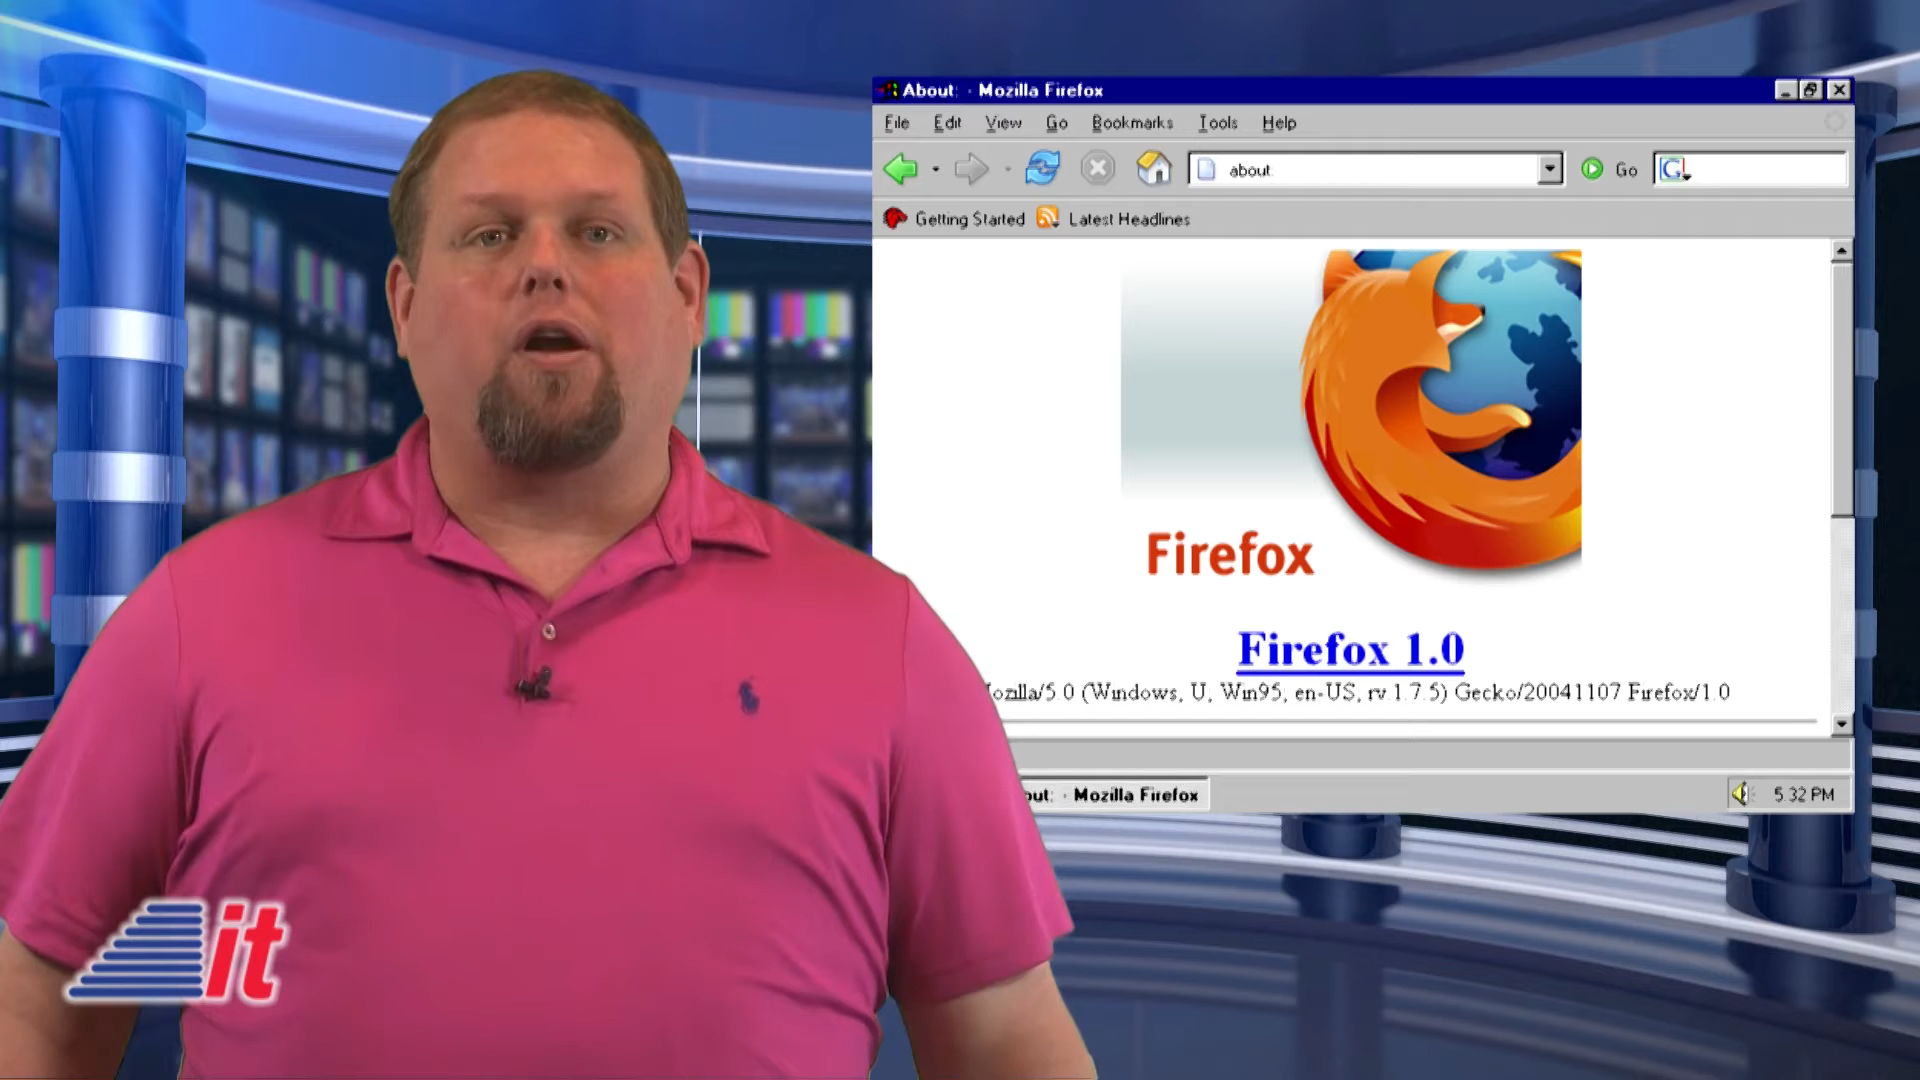 About: - Mozilla Firefox
File Edit View Go Bookmarks Tools Help
about:
Go
G
Getting Started Latest Headlines
Firefox
Firefox 1.0
ozilla/5.0 (Windows; U; Win95; en-US; rv:1.7.5) Gecko/20041107 Firefox/1.0
out: - Mozilla Firefox
5:32 PM
it